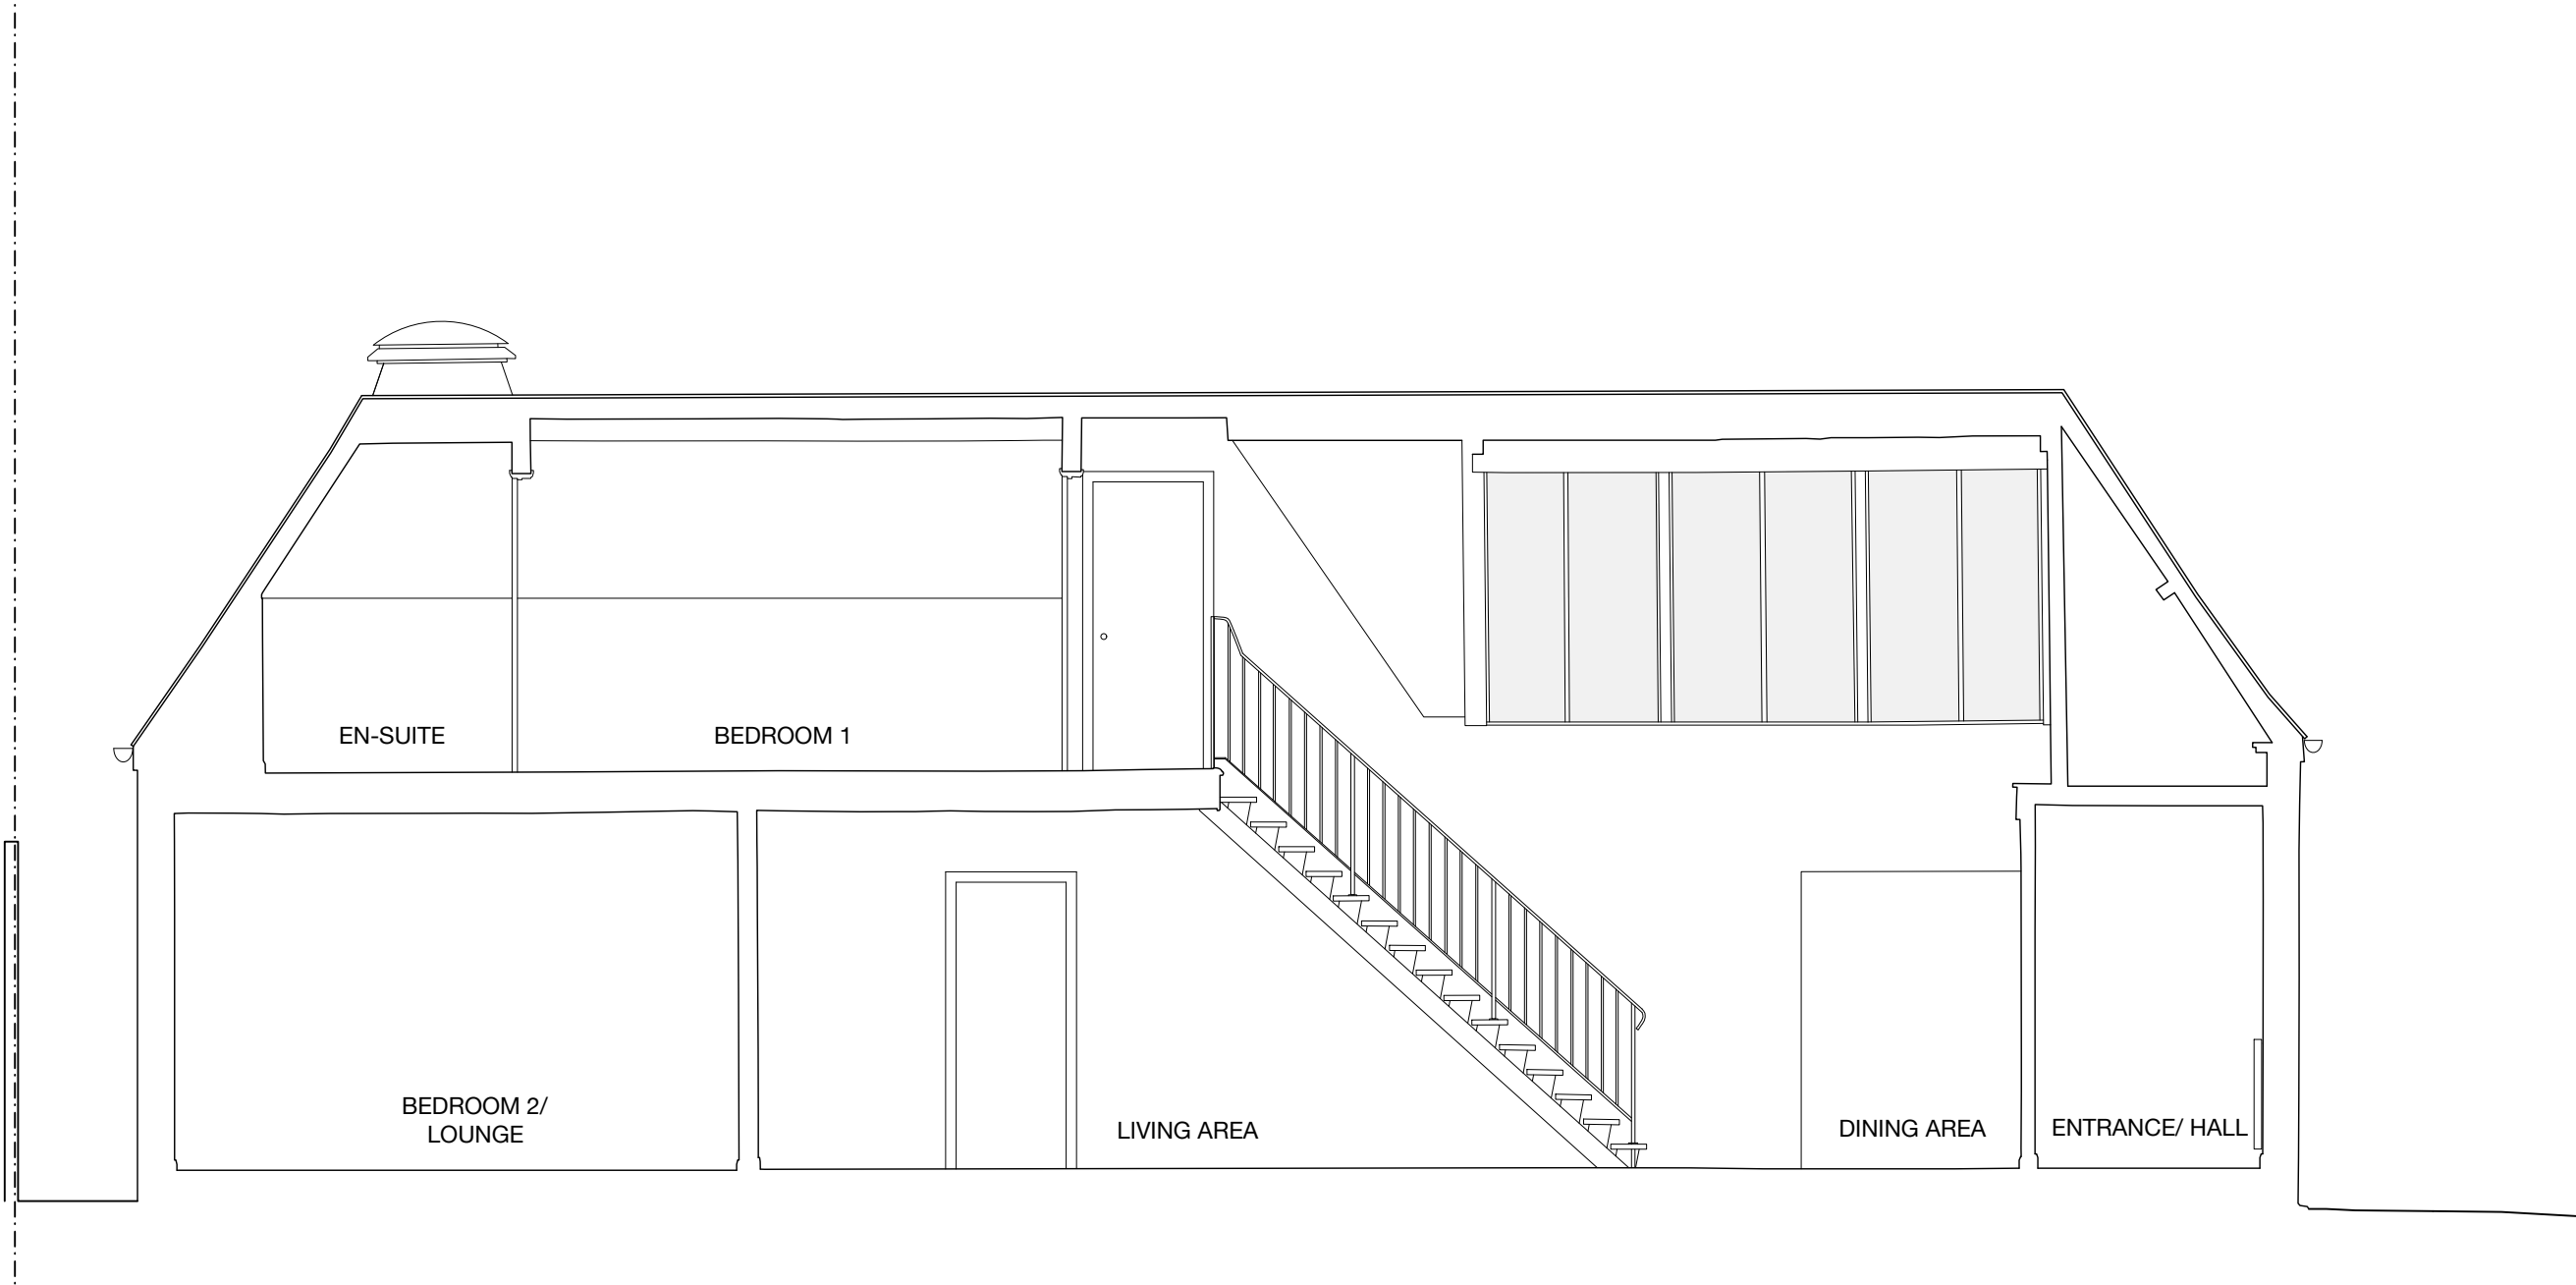 EN-SUITE
BEDROOM 1
BEDROOM 2/
LOUNGE
LIVING AREA
DINING AREA
ENTRANCE/ HALL